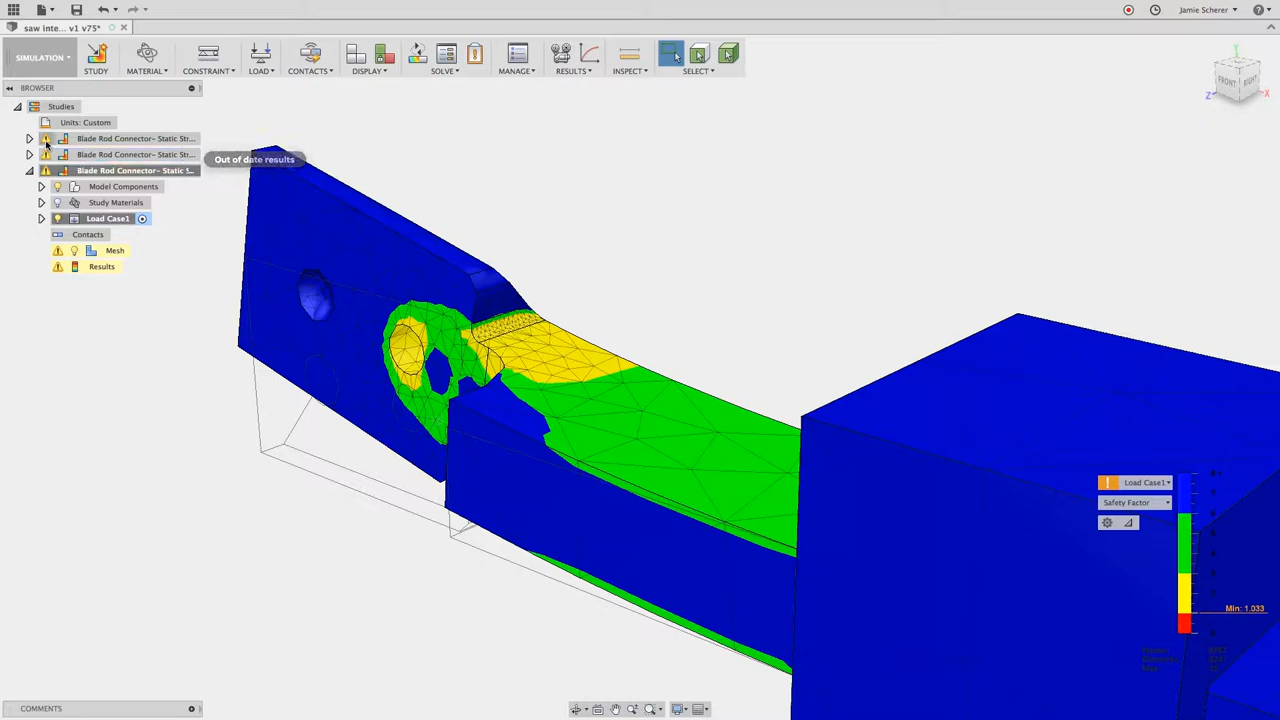 Jamie Scherer
saw inte... v1 v75*
SIMULATION
STUDY
MATERIAL
CONSTRAINT
LOAD
CONTACTS
DISPLAY
SOLVE
MANAGE
RESULTS
INSPECT
SELECT
BROWSER
FRONT
RIGHT
Y
Z
X
Studies
Units: Custom
Blade Rod Connector- Static Str...
Blade Rod Connector- Static Str...
Out of date results
Blade Rod Connector- Static S...
Model Components
Study Materials
Load Case1
Contacts
Mesh
Results
Load Case1
Safety Factor
Min: 1.033
COMMENTS